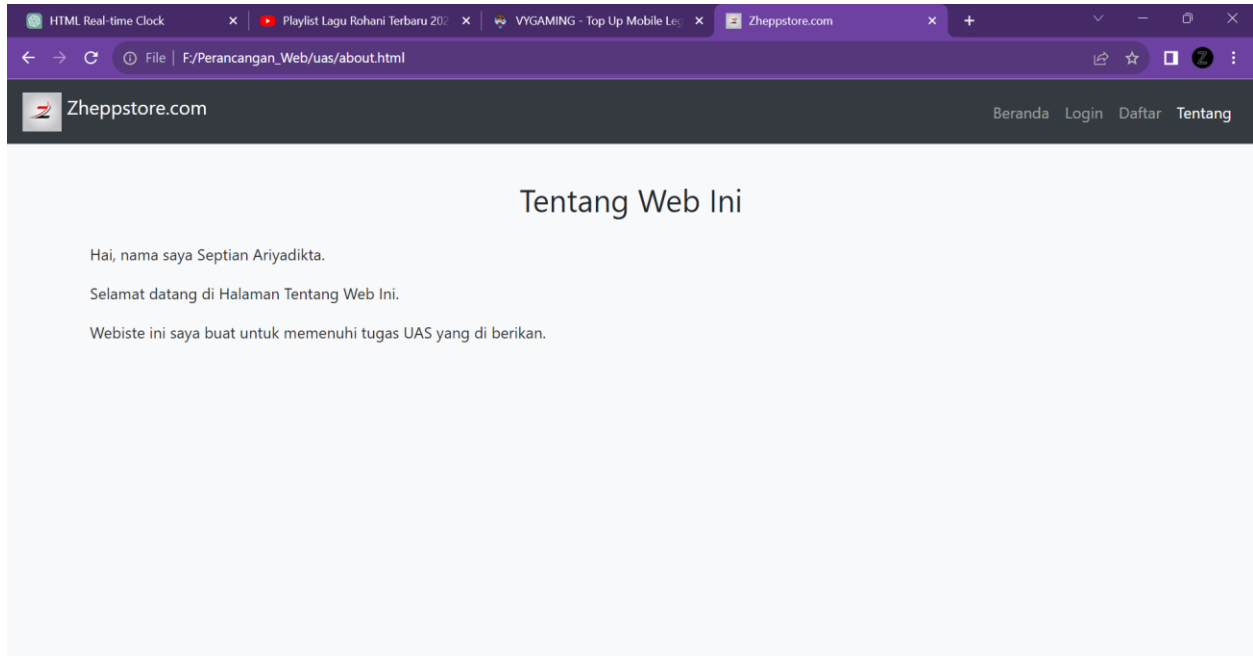 HTML Real-time Clock
Playlist Lagu Rohani Terbaru 202
VYGAMING - Top Up Mobile Leg
Zheppstore.com
File
F:/Perancangan_Web/uas/about.html
Z
Z
Zheppstore.com
Beranda Login Daftar Tentang
Tentang Web Ini
Hai, nama saya Septian Ariyadikta.
Selamat datang di Halaman Tentang Web Ini.
Webiste ini saya buat untuk memenuhi tugas UAS yang di berikan.